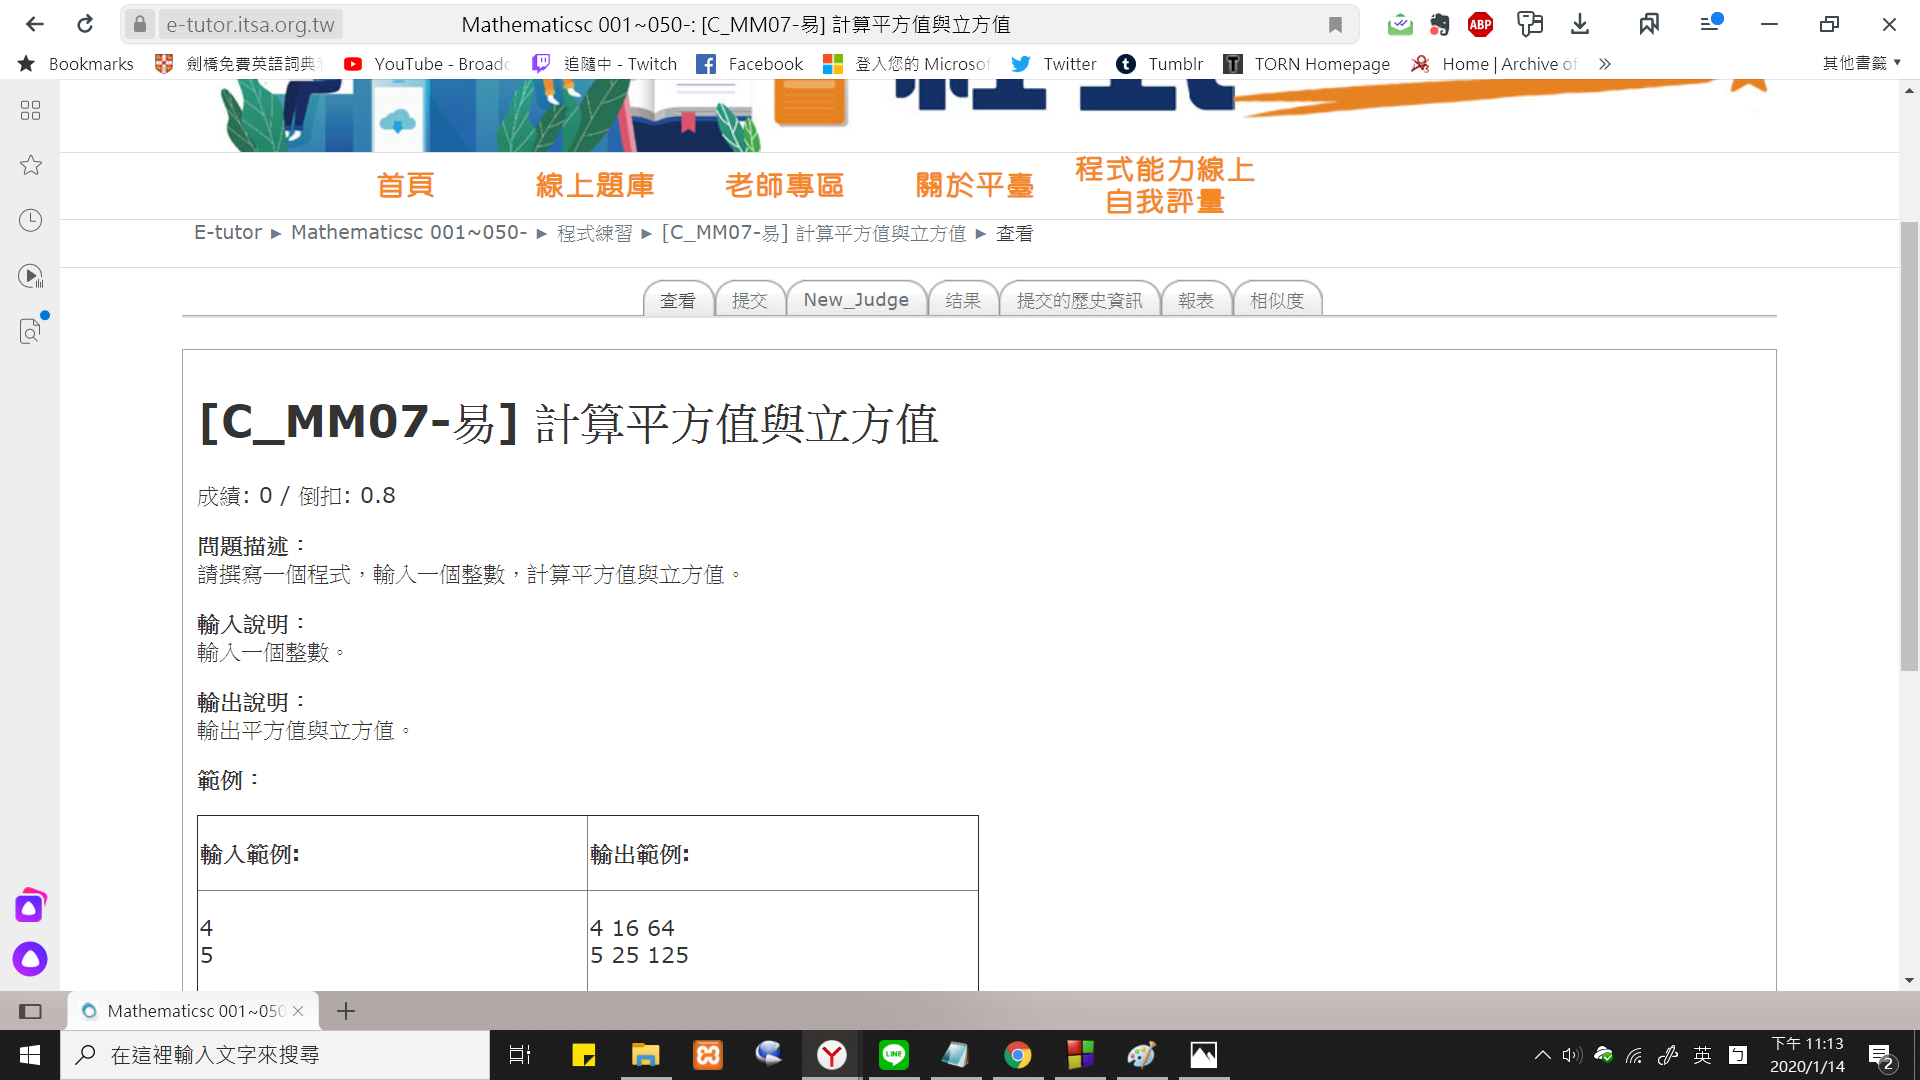 e-tutor.itsa.org.tw
Mathematicsc 001~050-: [C_MM07-易] 計算平方值與立方值
ABP
Bookmarks
劍橋免費英語詞典
YouTube - Broadc
追隨中 - Twitch
Facebook
登入您的 Microsof
Twitter
Tumblr
TORN Homepage
Home | Archive of
其他書籤
首頁
線上題庫
老師專區
關於平臺
程式能力線上
自我評量
E-tutor ► Mathematicsc 001~050- ► 程式練習 ► [C_MM07-易] 計算平方值與立方值 ► 查看
查看
提交
New_Judge
结果
提交的歷史資訊
報表
相似度
[C_MM07-易] 計算平方值與立方值
成績: 0 / 倒扣: 0.8
問題描述：
請撰寫一個程式，輸入一個整數，計算平方值與立方值。
輸入說明：
輸入一個整數。
輸出說明：
輸出平方值與立方值。
範例：
輸入範例:
輸出範例:
4
5
4 16 64
5 25 125
Mathematicsc 001~050
在這裡輸入文字來搜尋
LINE
英
下午 11:13
2020/1/14
2